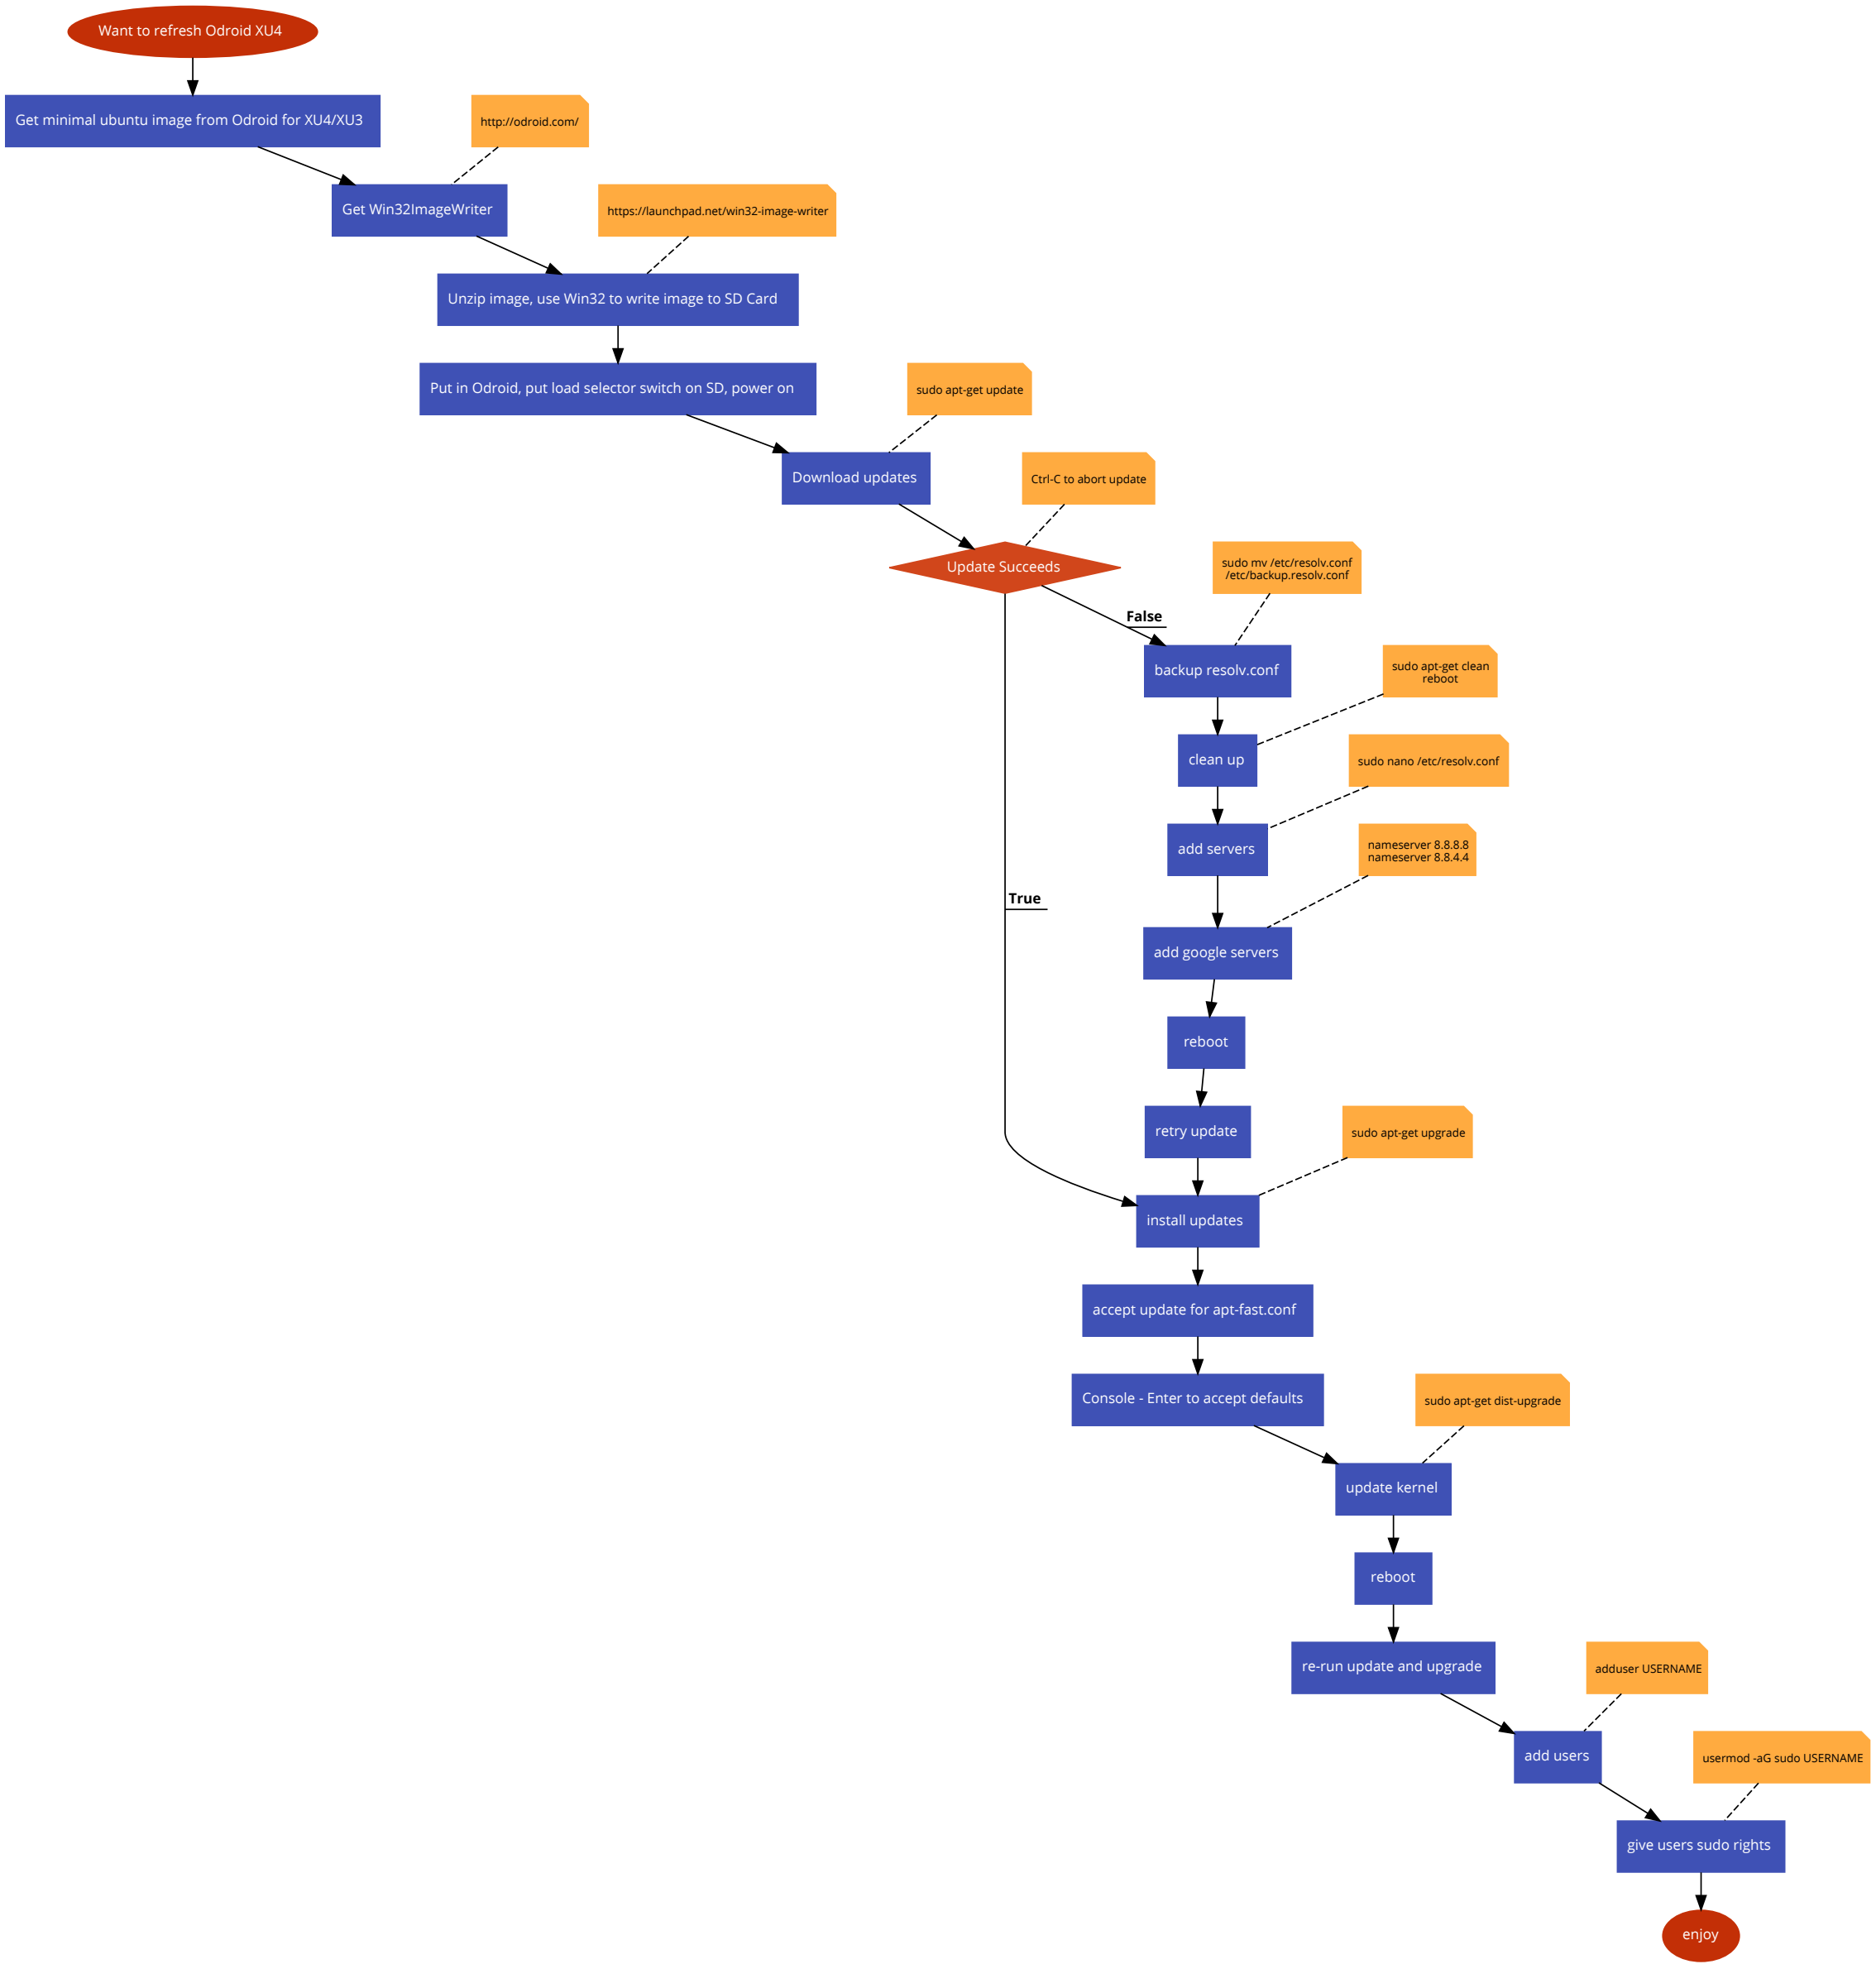 Want to refresh Odroid XU4
Get minimal ubuntu image from Odroid for XU4/XU3
http://odroid.com/
Get Win32ImageWriter
https://launchpad.net/win32-image-writer
Unzip image, use Win32 to write image to SD Card
Put in Odroid, put load selector switch on SD, power on
sudo apt-get update
Download updates
Ctrl-C to abort update
Update Succeeds
sudo mv /etc/resolv.conf
/etc/backup.resolv.conf
False
backup resolv.conf
sudo apt-get clean
reboot
clean up
sudo nano /etc/resolv.conf
add servers
nameserver 8.8.8.8
nameserver 8.8.4.4
True
add google servers
reboot
retry update
sudo apt-get upgrade
install updates
accept update for apt-fast.conf
Console - Enter to accept defaults
sudo apt-get dist-upgrade
update kernel
reboot
re-run update and upgrade
adduser USERNAME
add users
usermod -aG sudo USERNAME
give users sudo rights
enjoy